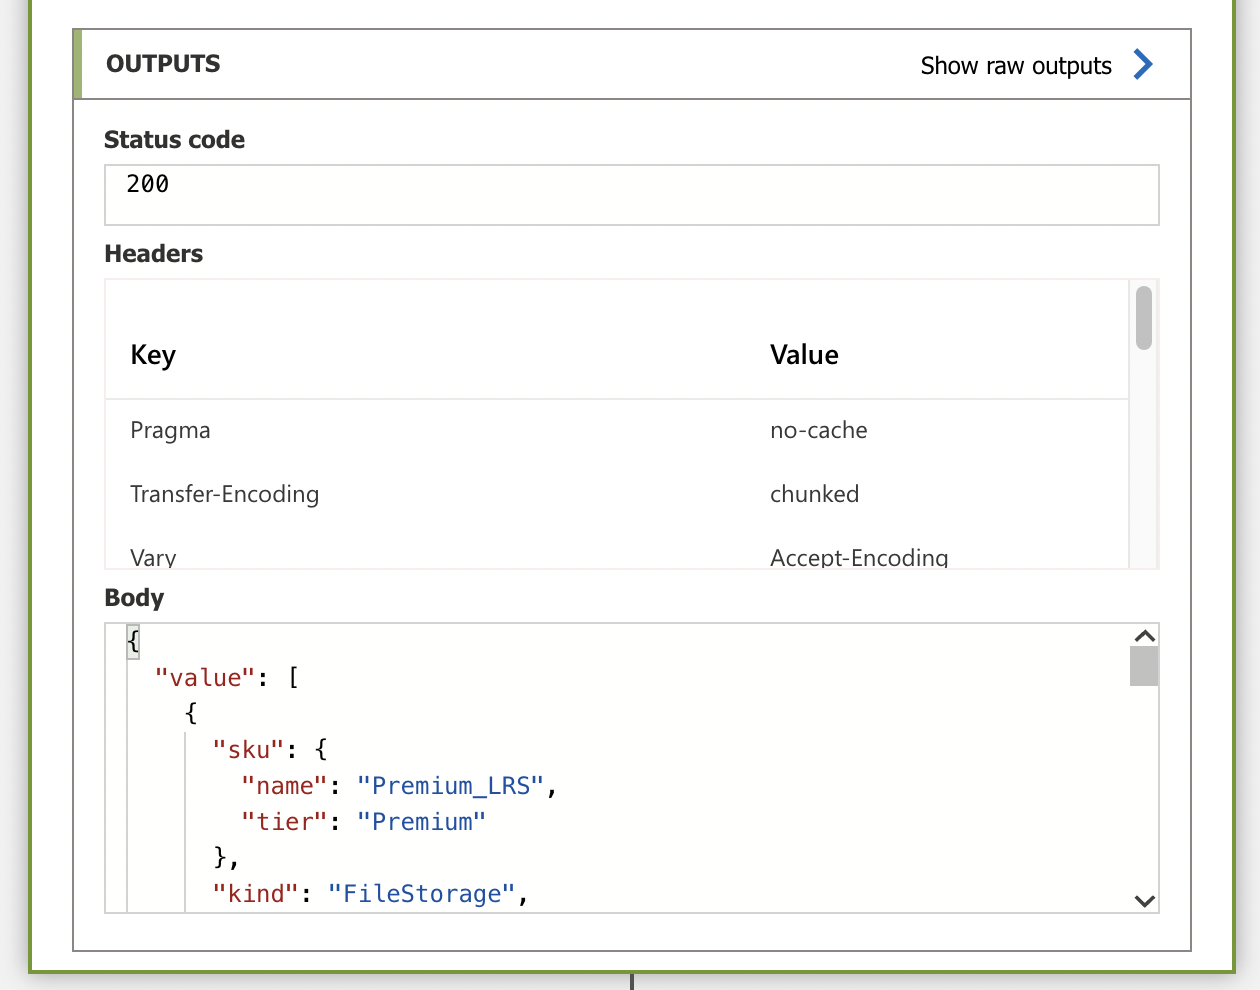 OUTPUTS
Show raw outputs
Status code
200
Headers
Key Value
Pragma no-cache
Transfer-Encoding chunked
Vary Accept-Encoding
Body
{
"value": [
{
"sku": {
"name": "Premium_LRS",
"tier": "Premium"
},
"kind": "FileStorage",